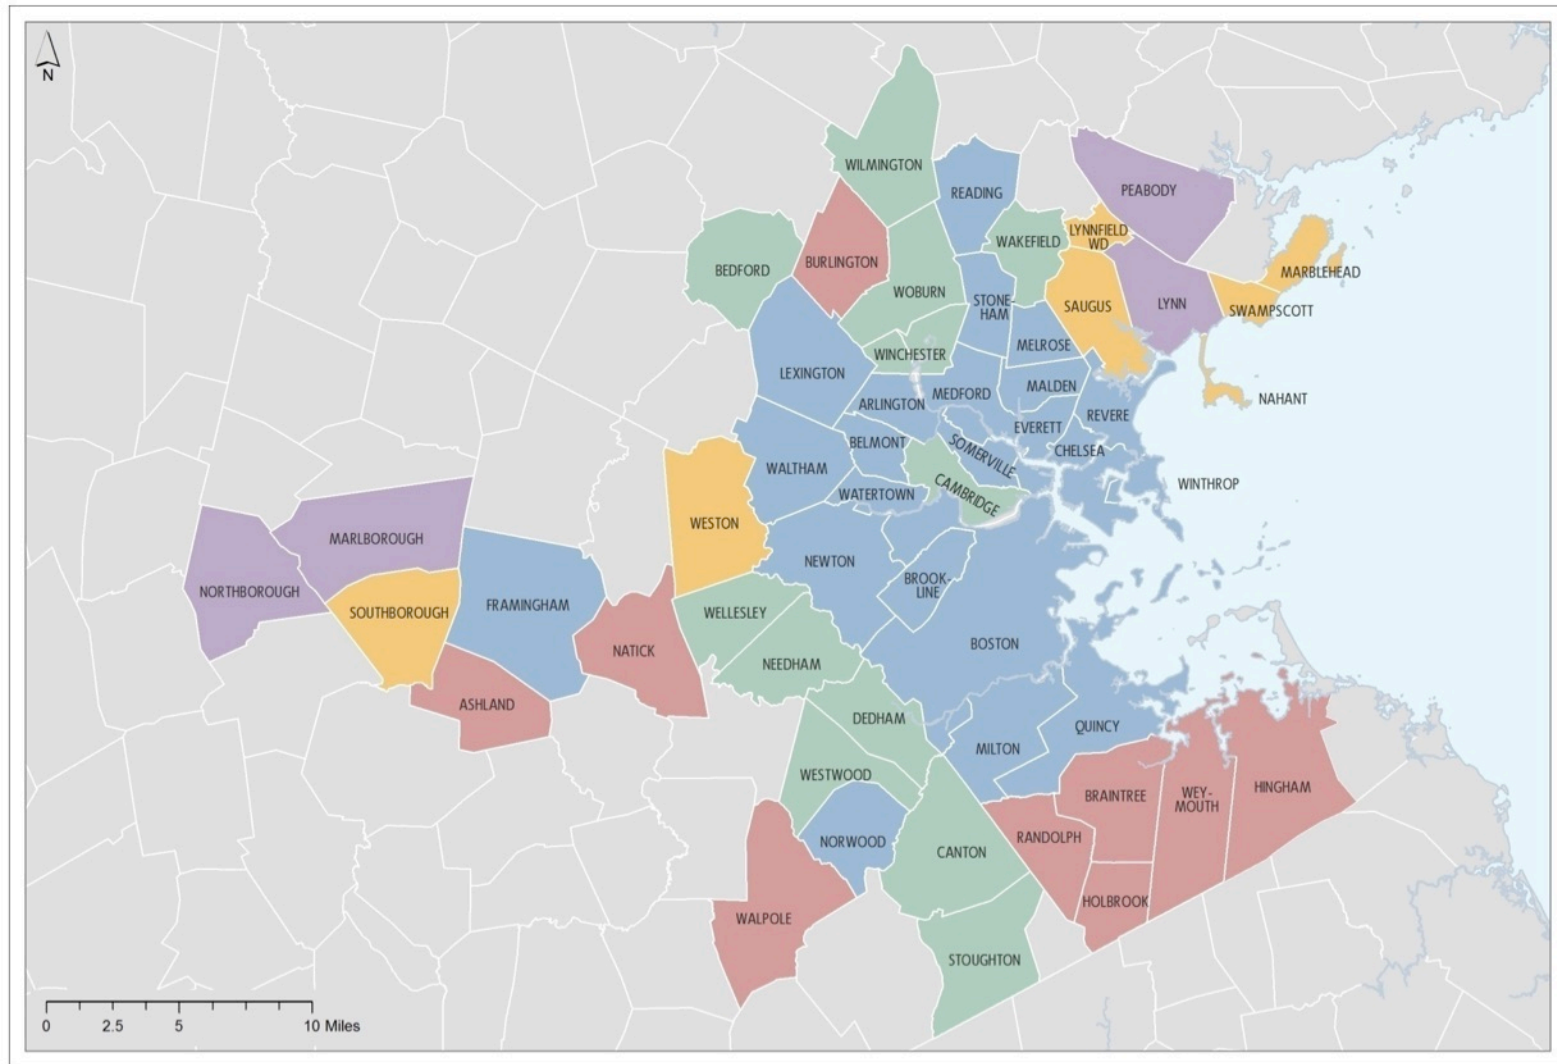 N
WILMINGTON
READING
PEABODY
BURLINGTON
BEDFORD
WAKEFIELD
LYNNFIELD
WD
WOBURN
MARBLEHEAD
STONE-
HAM
SAUGUS
LYNN
SWAMPSCOTT
MELROSE
WINCHESTER
LEXINGTON
MEDFORD
MALDEN
ARLINGTON
NAHANT
REVERE
EVERETT
BELMONT
SOMERVILLE
CHELSEA
WALTHAM
WINTHROP
WATERTOWN
CAMBRIDGE
WESTON
MARLBOROUGH
NEWTON
NORTHBOROUGH
BROOK-
LINE
SOUTHBOROUGH
FRAMINGHAM
WELLESLEY
NATICK
NEEDHAM
BOSTON
ASHLAND
DEDHAM
QUINCY
MILTON
WESTWOOD
HINGHAM
BRAINTREE
WEY-
MOUTH
RANDOLPH
NORWOOD
CANTON
HOLBROOK
WALPOLE
STOUGHTON
0 2.5 5 10 Miles